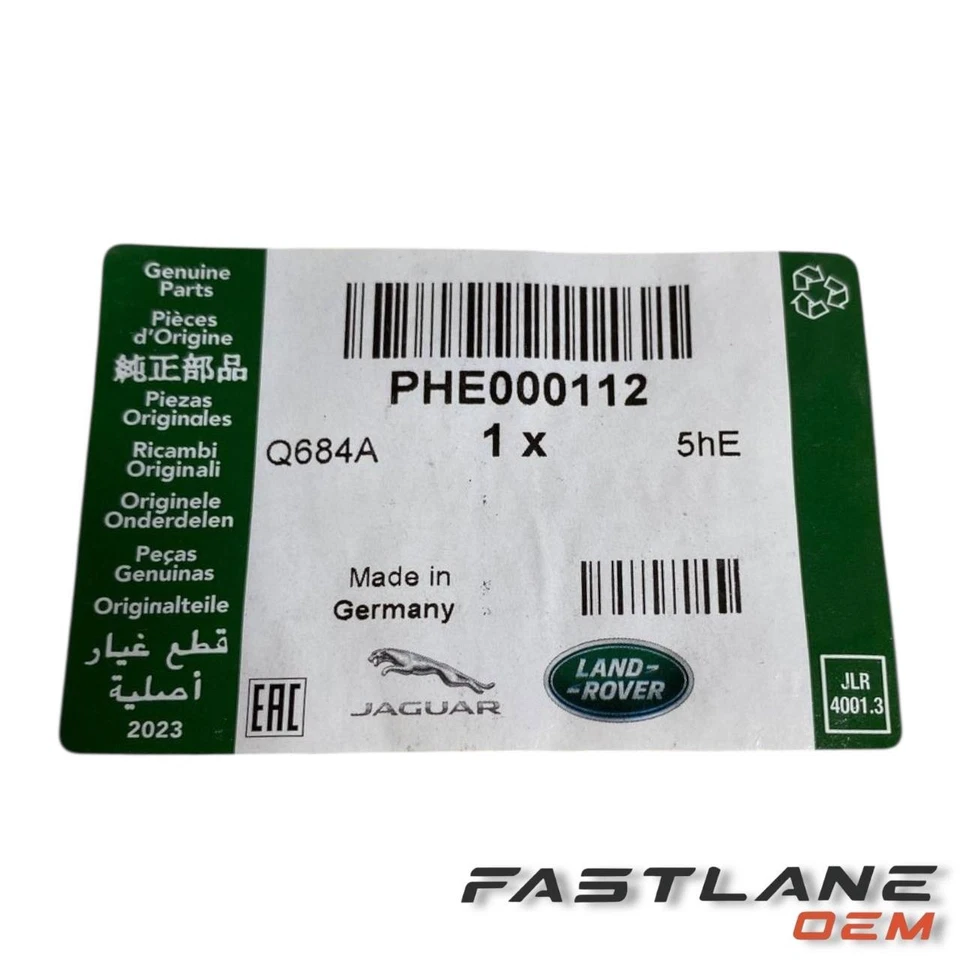 Genuine
Parts
Pièces
d'Origine
純正部品
Piezas
Originales
Ricambi
Originali
Originele
Onderdelen
Peças
Genuinas
Originalteile
قطع غيار
أصلية
2023
PHE000112
Q684A
1 x
5hE
Made in
Germany
EAC
JAGUAR
LAND-
-ROVER
JLR
4001.3
FASTLANE
OEM